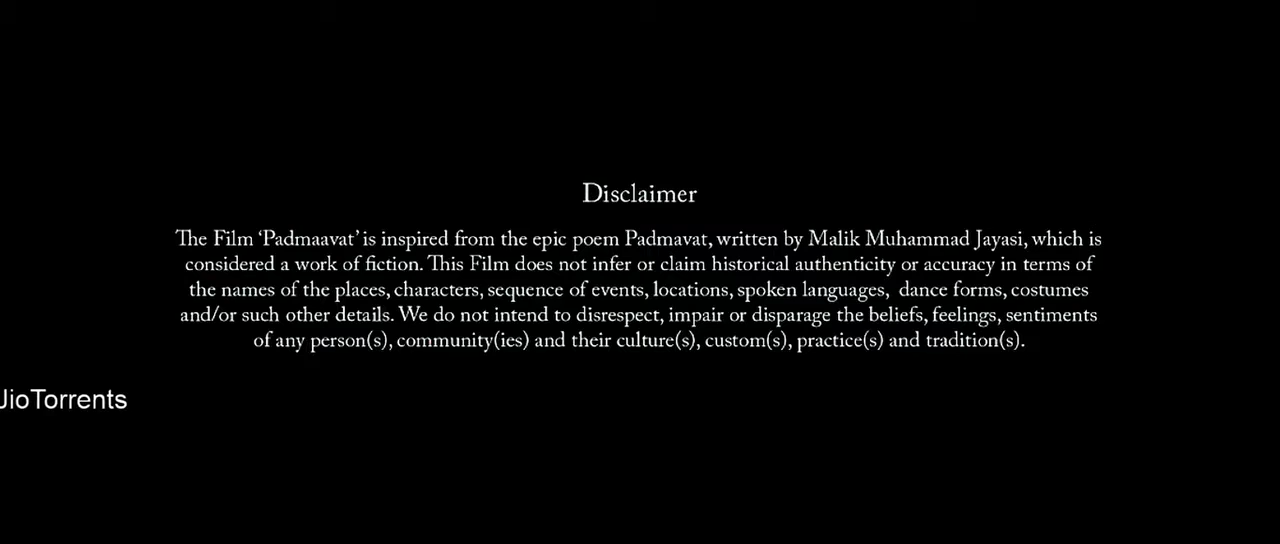 Disclaimer
The Film ‘Padmaavat’ is inspired from the epic poem Padmavat, written by Malik Muhammad Jayasi, which is
considered a work of fiction. This Film does not infer or claim historical authenticity or accuracy in terms of
the names of the places, characters, sequence of events, locations, spoken languages,  dance forms, costumes
and/or such other details. We do not intend to disrespect, impair or disparage the beliefs, feelings, sentiments
of any person(s), community(ies) and their culture(s), custom(s), practice(s) and tradition(s).
JioTorrents